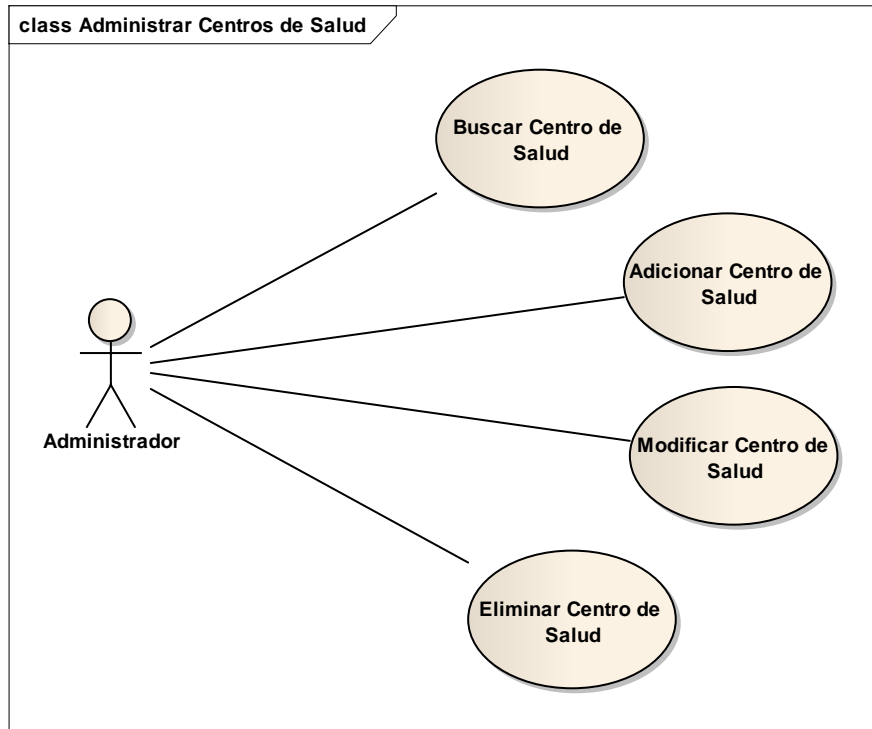 class Administrar Centros de Salud
Buscar Centro de
Salud
Adicionar Centro de
Salud
Administrador
Modificar Centro de
Salud
Eliminar Centro de
Salud